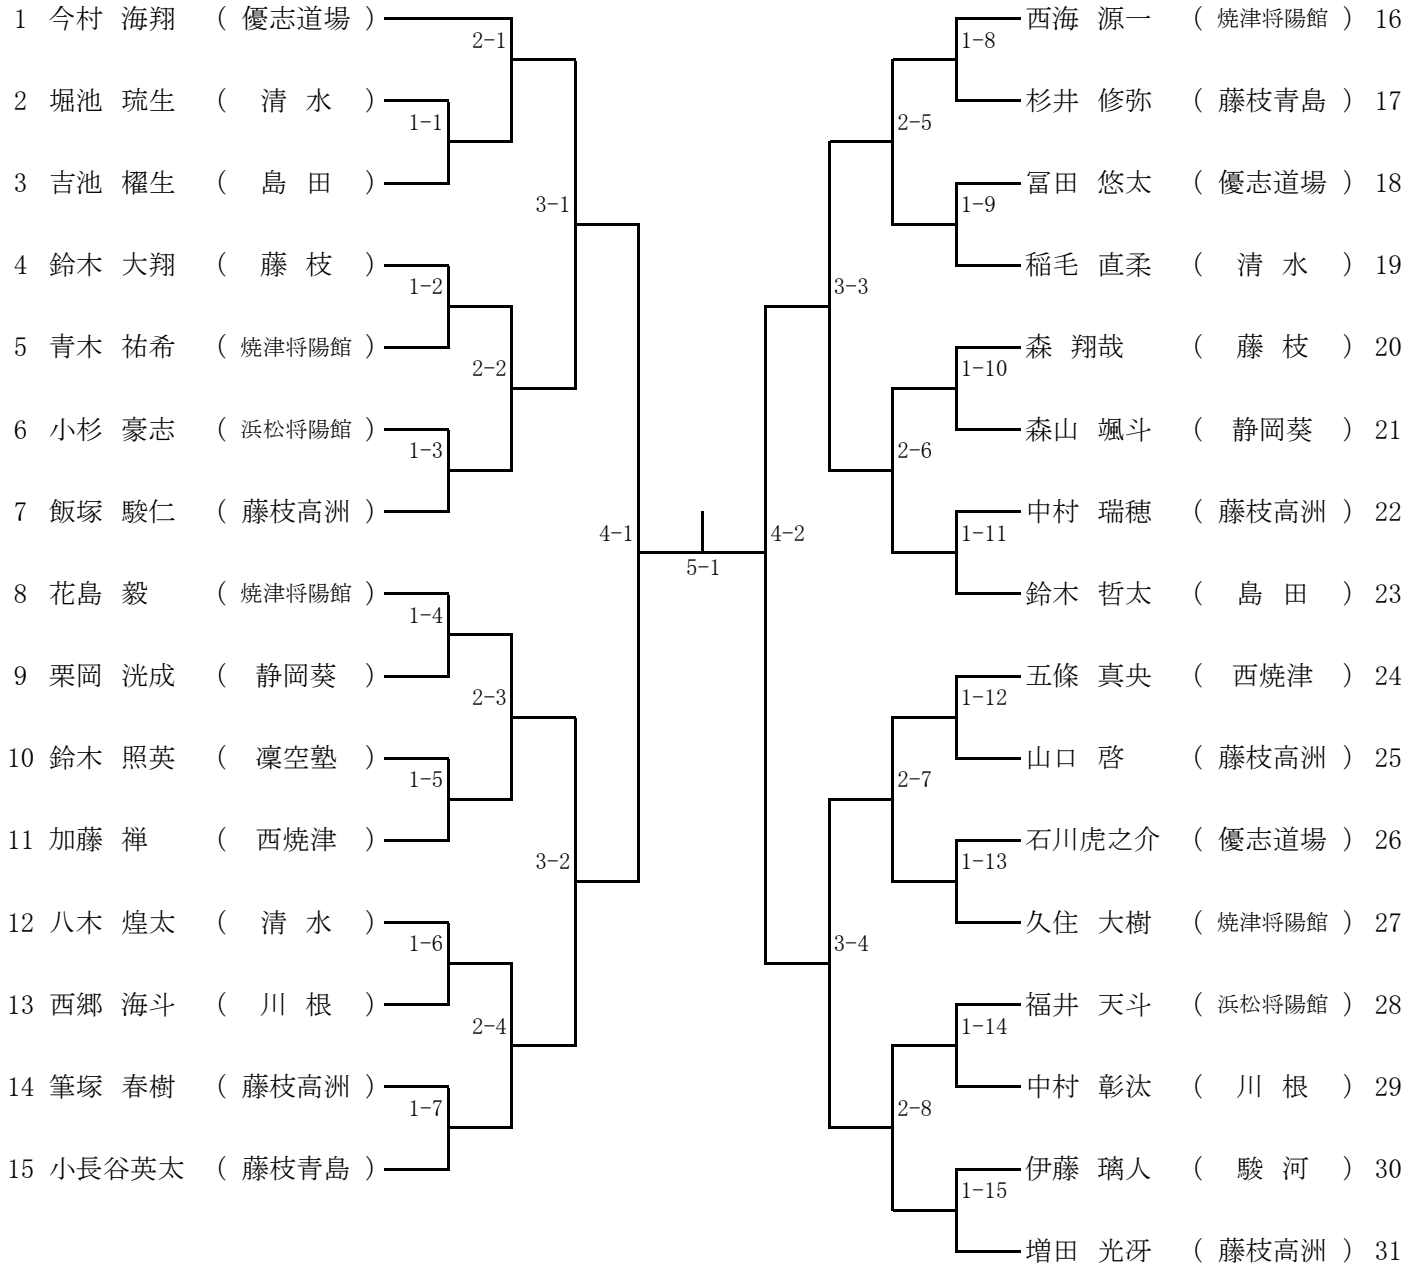 1 今村 海翔 ( 優志道場 )
2-1
2 堀池 琉生 ( 清 水 )
1-1
3 吉池 櫂生 ( 島 田 )
3-1
4 鈴木 大翔 ( 藤 枝 )
1-2
5 青木 祐希 ( 焼津将陽館 )
2-2
6 小杉 豪志 ( 浜松将陽館 )
1-3
7 飯塚 駿仁 ( 藤枝高洲 )
4-1
8 花島 毅 ( 焼津将陽館 )
1-4
9 栗岡 洸成 ( 静岡葵 )
2-3
10 鈴木 照英 ( 凜空塾 )
1-5
11 加藤 禅 ( 西焼津 )
3-2
12 八木 煌太 ( 清 水 )
1-6
13 西郷 海斗 ( 川 根 )
2-4
14 筆塚 春樹 ( 藤枝高洲 )
1-7
15 小長谷英太 ( 藤枝青島 )
5-1
西海 源一 ( 焼津将陽館 ) 16
1-8
杉井 修弥 ( 藤枝青島 ) 17
2-5
冨田 悠太 ( 優志道場 ) 18
1-9
稲毛 直柔 ( 清 水 ) 19
3-3
森 翔哉 ( 藤 枝 ) 20
1-10
森山 颯斗 ( 静岡葵 ) 21
2-6
中村 瑞穂 ( 藤枝高洲 ) 22
1-11
4-2
鈴木 哲太 ( 島 田 ) 23
五條 真央 ( 西焼津 ) 24
1-12
山口 啓 ( 藤枝高洲 ) 25
2-7
石川虎之介 ( 優志道場 ) 26
1-13
久住 大樹 ( 焼津将陽館 ) 27
3-4
福井 天斗 ( 浜松将陽館 ) 28
1-14
中村 彰汰 ( 川 根 ) 29
2-8
伊藤 璃人 ( 駿 河 ) 30
1-15
増田 光冴 ( 藤枝高洲 ) 31